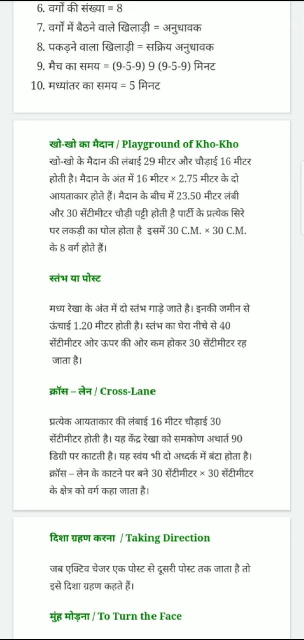 6. वर्गो की संख्या = 8
7. वर्गो में बैठने वाले खिलाड़ी = अनुधावक
8. पकड़ने वाला खिलाड़ी = सक्रिय अनुधावक
9. मैच का समय = (9-5-9) 9 (9-5-9) मिनट
10. मध्यांतर का समय = 5 मिनट
खो-खो का मैदान / Playground of Kho-Kho
खो-खो के मैदान की लंबाई 29 मीटर और चौड़ाई 16 मीटर
होती है। मैदान के अंत में 16 मीटर × 2.75 मीटर के दो
आयताकार होते हैं। मैदान के बीच में 23.50 मीटर लंबी
और 30 सेंटीमीटर चौड़ी पट्टी होती है पार्टी के प्रत्येक सिरे
पर लकड़ी का पोल होता है  इसमें 30 C.M. × 30 C.M.
के 8 वर्ग होते हैं।
स्तंभ या पोस्ट
मध्य रेखा के अंत में दो स्तंभ गाड़े जाते है। इनकी जमीन से
ऊंचाई 1.20 मीटर होती है। स्तंभ का घेरा नीचे से 40
सेंटीमीटर ओर ऊपर की ओर कम होकर 30 सेंटीमीटर रह
जाता है।
क्रॉस – लेन / Cross-Lane
प्रत्येक आयताकार की लंबाई 16 मीटर चौड़ाई 30
सेंटीमीटर होती है। यह केंद्र रेखा को समकोण अथार्त 90
डिग्री पर काटती है। यह स्वंय भी दो अर्ध्दक में बंटा होता है।
क्रॉस – लेन के काटने पर बने 30 सेंटीमीटर × 30 सेंटीमीटर
के क्षेत्र को वर्ग कहा जाता है।
दिशा ग्रहण करना  / Taking Direction
जब एक्टिव चेजर एक पोस्ट से दूसरी पोस्ट तक जाता है तो
इसे दिशा ग्रहण कहते हैं।
मुंह मोड़ना / To Turn the Face